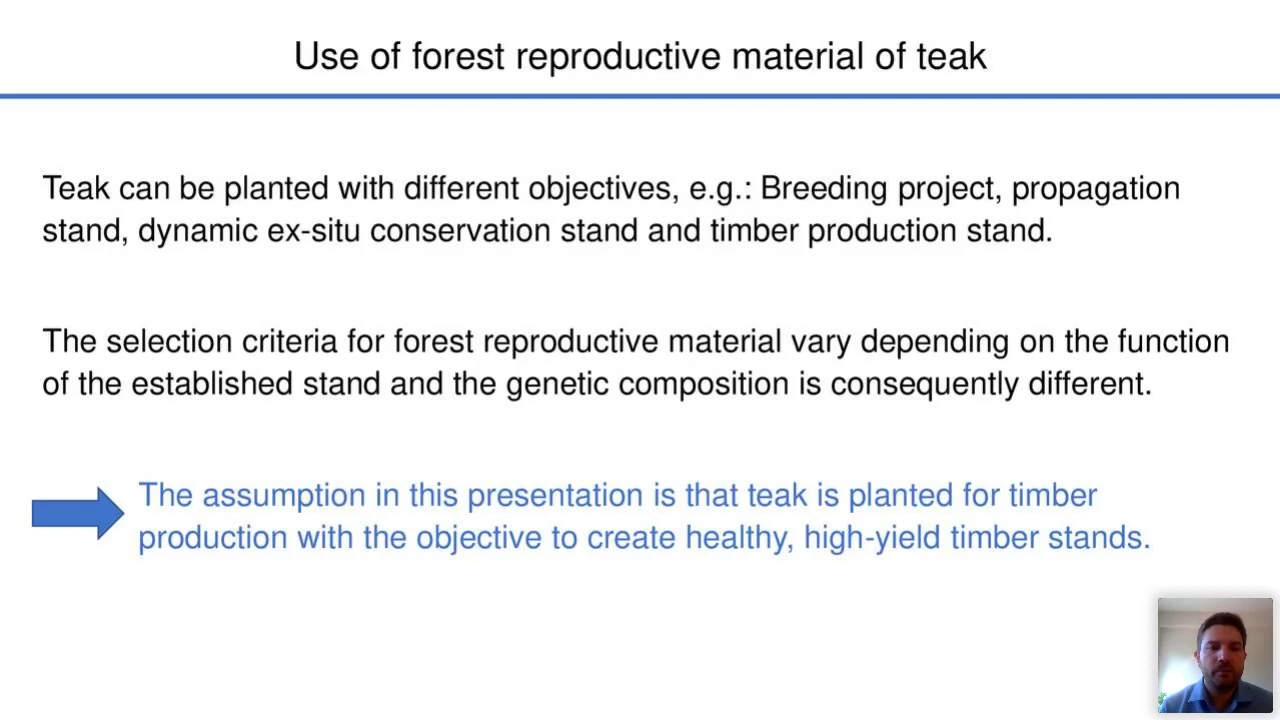 Use of forest reproductive material of teak
Teak can be planted with different objectives, e.g.: Breeding project, propagation
stand, dynamic ex-situ conservation stand and timber production stand.
The selection criteria for forest reproductive material vary depending on the function
of the established stand and the genetic composition is consequently different.
The assumption in this presentation is that teak is planted for timber
production with the objective to create healthy, high-yield timber stands.